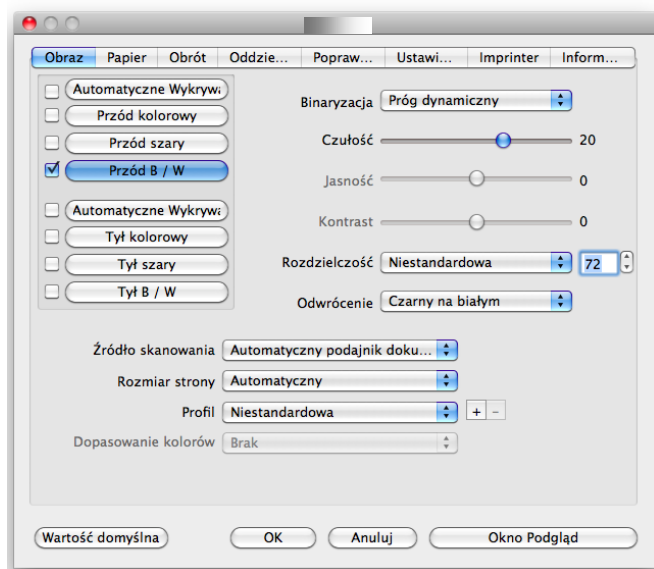 Obraz Papier Obrót Oddzie... Popraw... Ustawi... Imprinter Inform...
Automatyczne Wykrywa
Przód kolorowy
Przód szary
Przód B / W
Automatyczne Wykrywa
Tył kolorowy
Tył szary
Tył B / W
Binaryzacja Próg dynamiczny
Czułość 20
Jasność 0
Kontrast 0
Rozdzielczość Niestandardowa 72
Odwrócenie Czarny na białym
Źródło skanowania Automatyczny podajnik doku...
Rozmiar strony Automatyczny
Profil Niestandardowa + -
Dopasowanie kolorów Brak
Wartość domyślna OK Anuluj Okno Podgląd